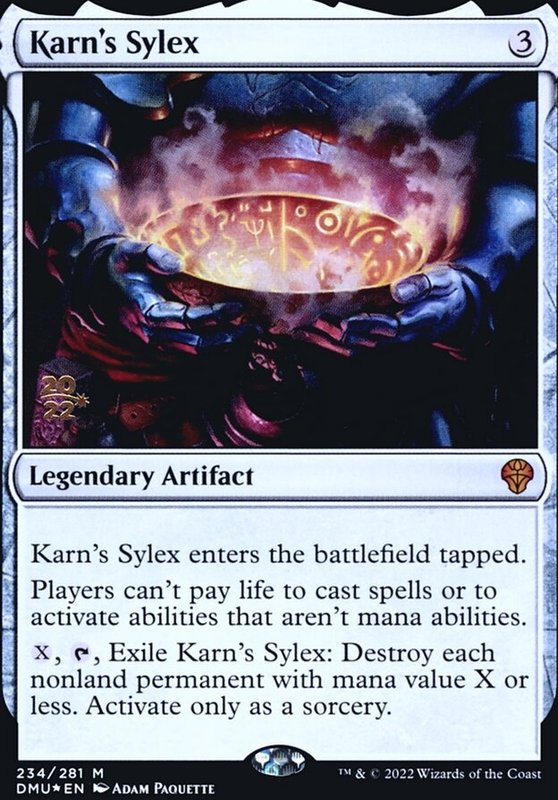 Karn's Sylex 3
20
22
Legendary Artifact
Karn's Sylex enters the battlefield tapped.
Players can't pay life to cast spells or to
activate abilities that aren't mana abilities.
X, , Exile Karn's Sylex: Destroy each
nonland permanent with mana value X or
less. Activate only as a sorcery.
234/281 M
DMU★EN Adam Paquette
™ & © 2022 Wizards of the Coast